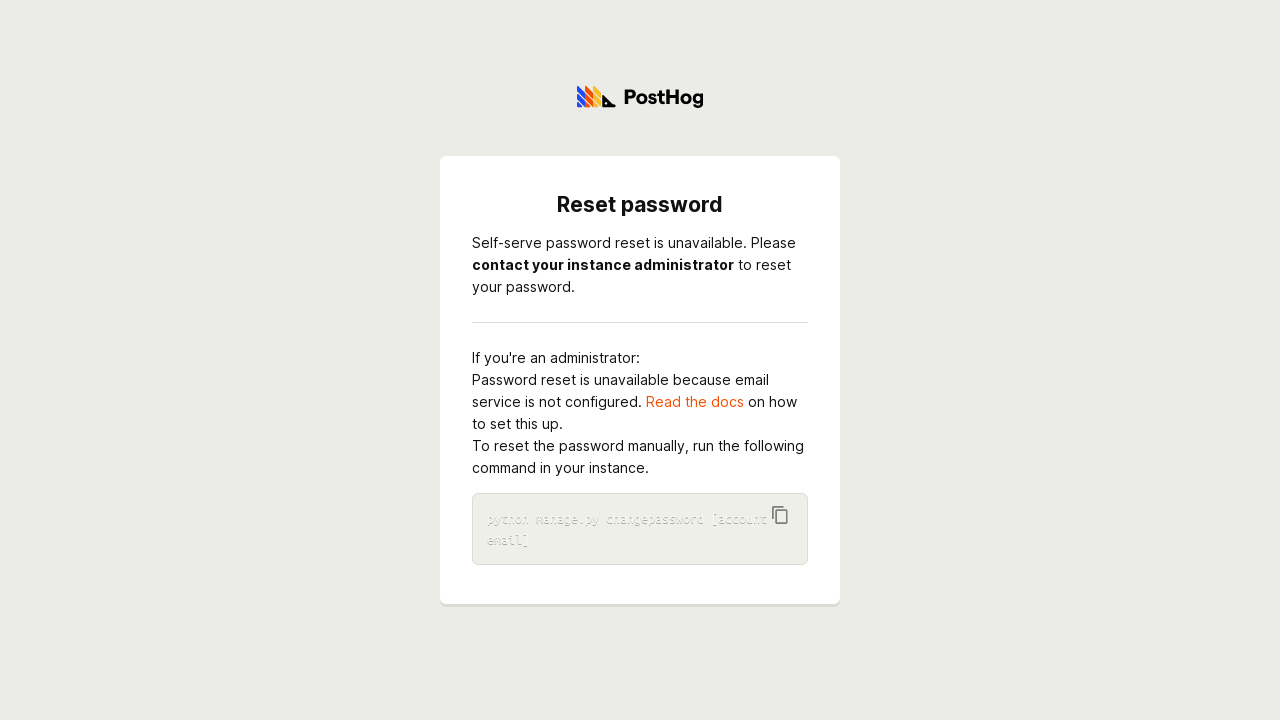 PostHog
Reset password
Self-serve password reset is unavailable. Please
contact your instance administrator to reset
your password.
If you're an administrator:
Password reset is unavailable because email
service is not configured. Read the docs on how
to set this up.
To reset the password manually, run the following
command in your instance.
python manage.py changepassword [account
email]